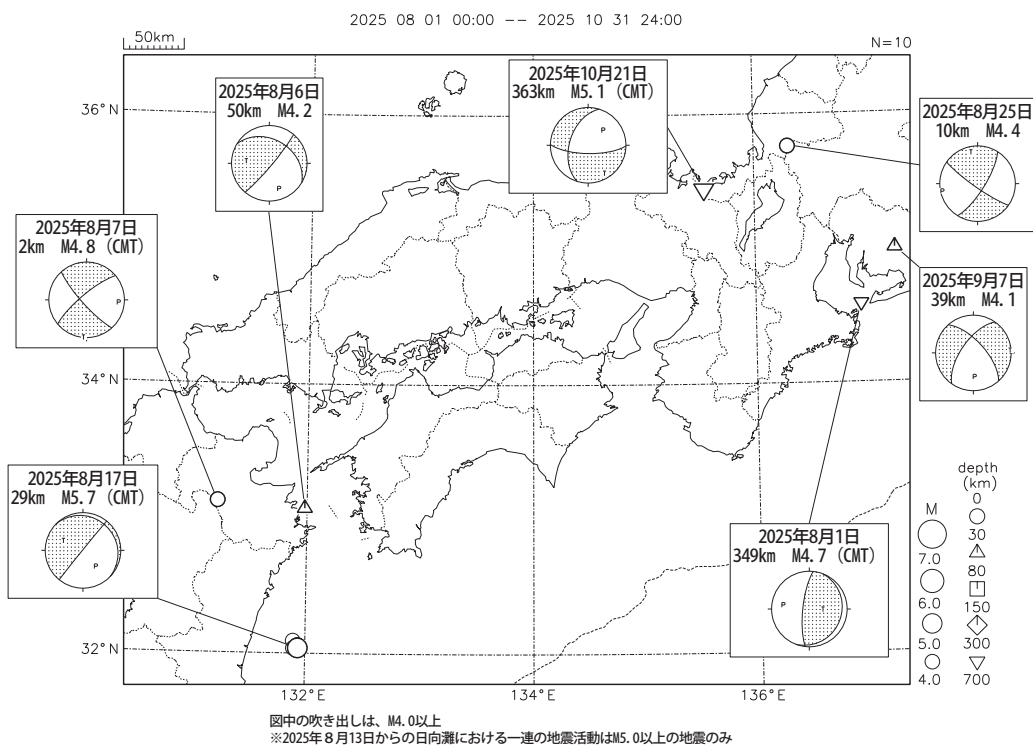 2025 08 01 00:00 -- 2025 10 31 24:00
50km
N=10
36°N
34°N
32°N
132°E
134°E
136°E
2025年8月6日
50km M4.2
T
P
2025年10月21日
363km M5.1 (CMT)
P
T
2025年8月25日
10km M4.4
T
P
2025年8月7日
2km M4.8 (CMT)
P
T
2025年9月7日
39km M4.1
P
2025年8月17日
29km M5.7 (CMT)
T
P
2025年8月1日
349km M4.7 (CMT)
P
T
M
7.0
6.0
5.0
4.0
depth
(km)
0
30
80
150
300
700
図中の吹き出しは、M4.0以上
※2025年8月13日からの日向灘における一連の地震活動はM5.0以上の地震のみ